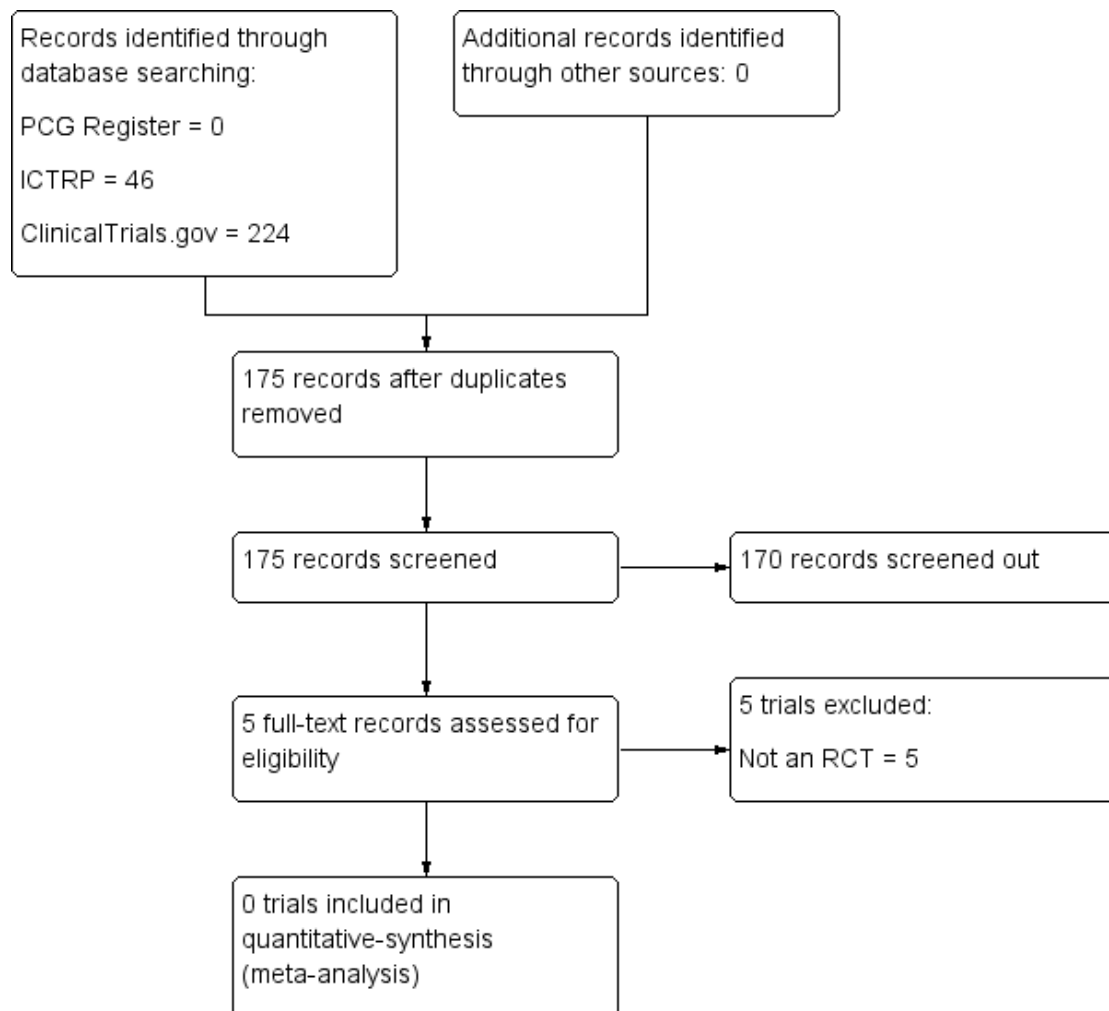 Records identified through
database searching:
PCG Register = 0
ICTRP = 46
ClinicalTrials.gov = 224
Additional records identified
through other sources: 0
175 records after duplicates
removed
175 records screened
170 records screened out
5 full-text records assessed for
eligibility
5 trials excluded:
Not an RCT = 5
0 trials included in
quantitative-synthesis
(meta-analysis)